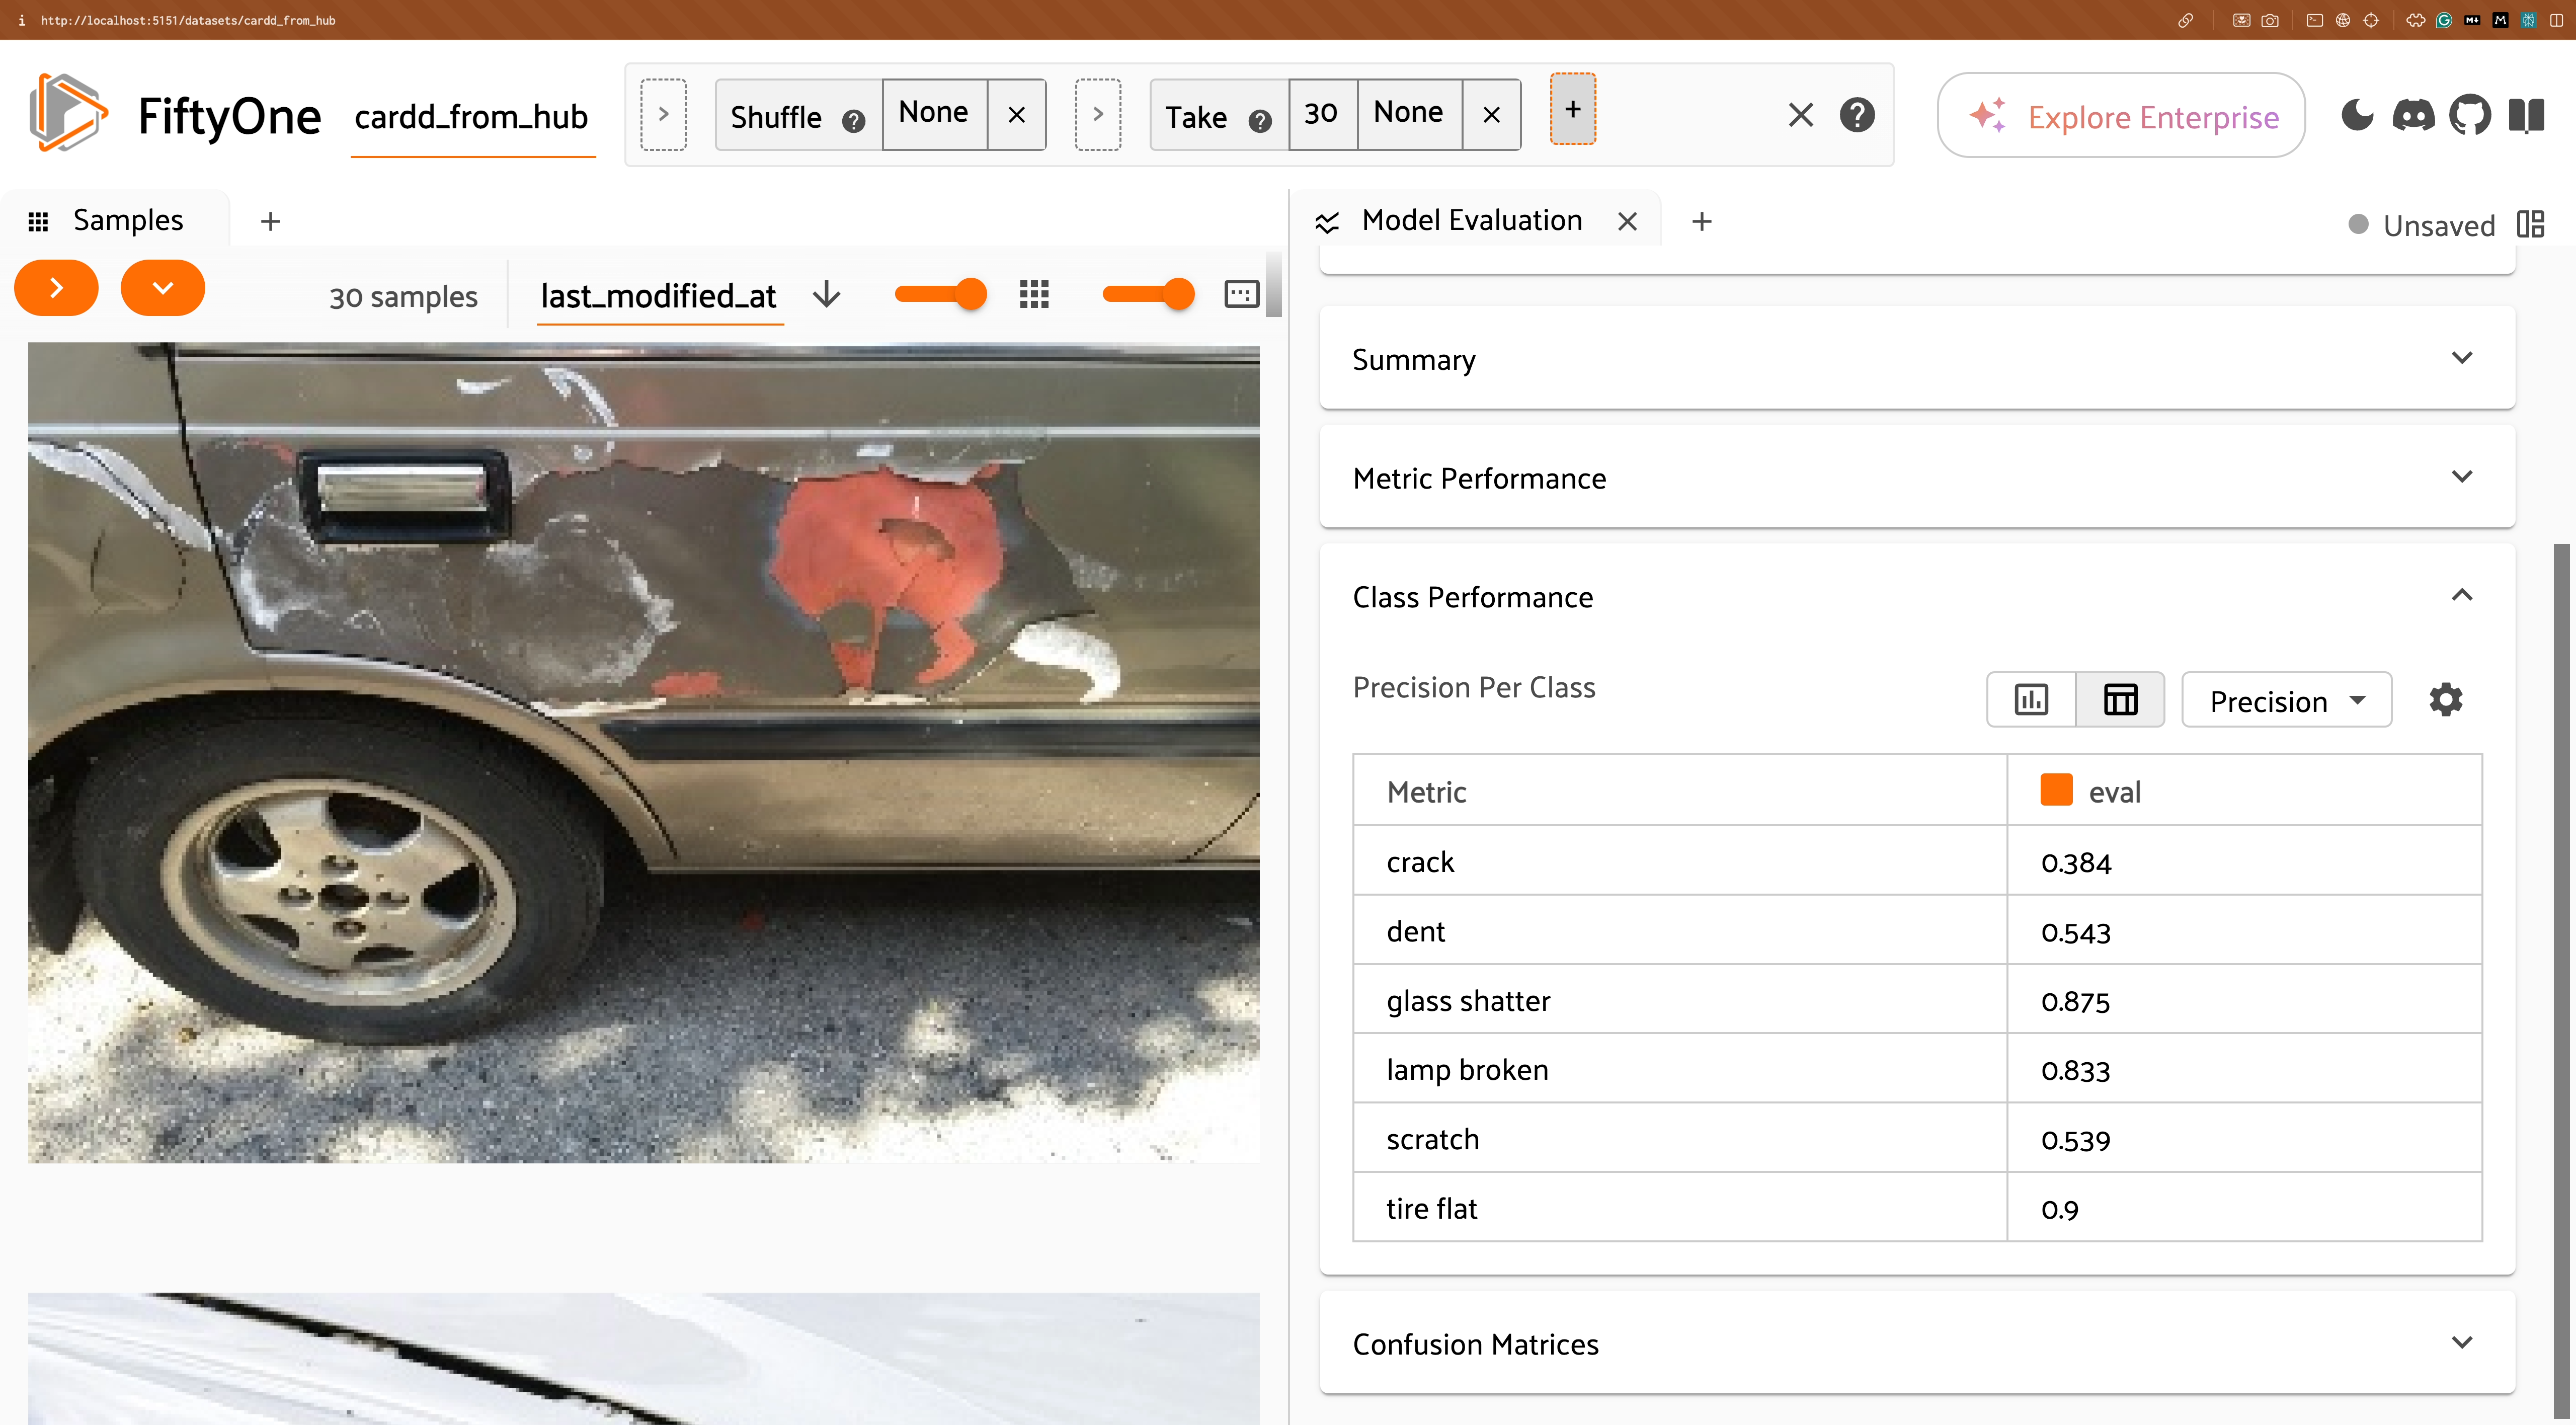 http://localhost:5151/datasets/cardd_from_hub
FiftyOne
cardd_from_hub
Shuffle
None
Take
30
None
+
Explore Enterprise
Samples
+
Model Evaluation
+
Unsaved
30 samples
last_modified_at
Summary
Metric Performance
Class Performance
Precision Per Class
Precision
Metric
eval
crack
0.384
dent
0.543
glass shatter
0.875
lamp broken
0.833
scratch
0.539
tire flat
0.9
Confusion Matrices